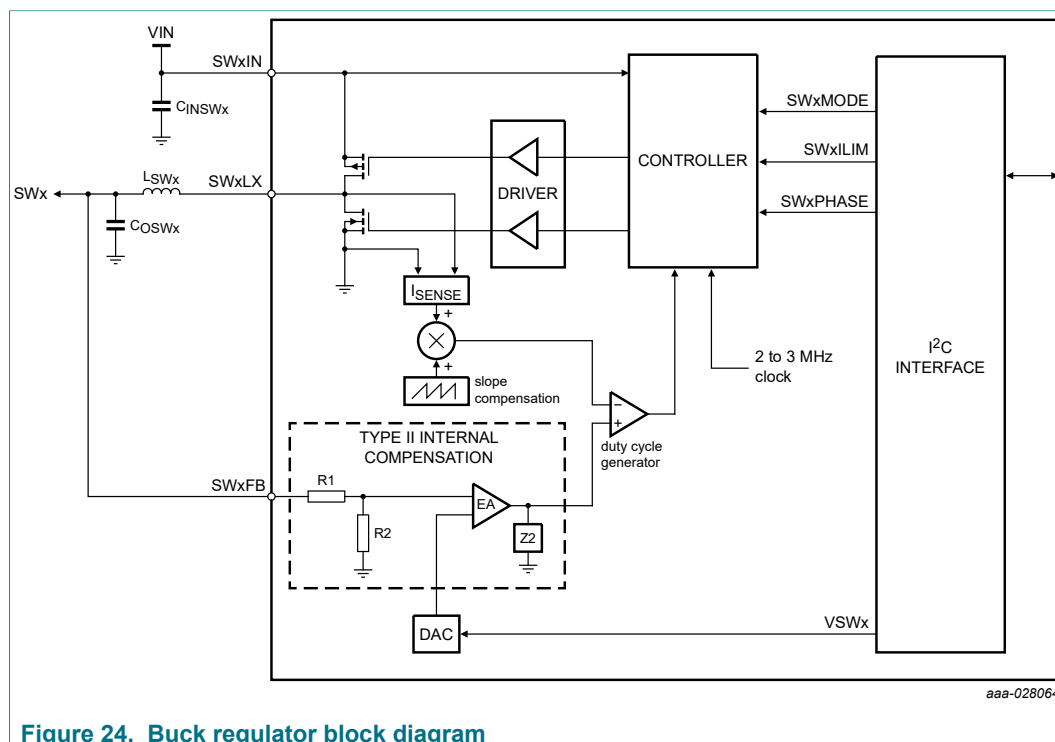 VIN
SWxIN
CINSWx
SWx
LSWx
SWxLX
COSWx
DRIVER
CONTROLLER
SWxMODE
SWxILIM
SWxPHASE
I2C
INTERFACE
ISENSE
+
+
slope
compensation
2 to 3 MHz
clock
−
+
duty cycle
generator
TYPE II INTERNAL
COMPENSATION
SWxFB
R1
R2
EA
Z2
DAC
VSWx
aaa-028064
Figure 24. Buck regulator block diagram